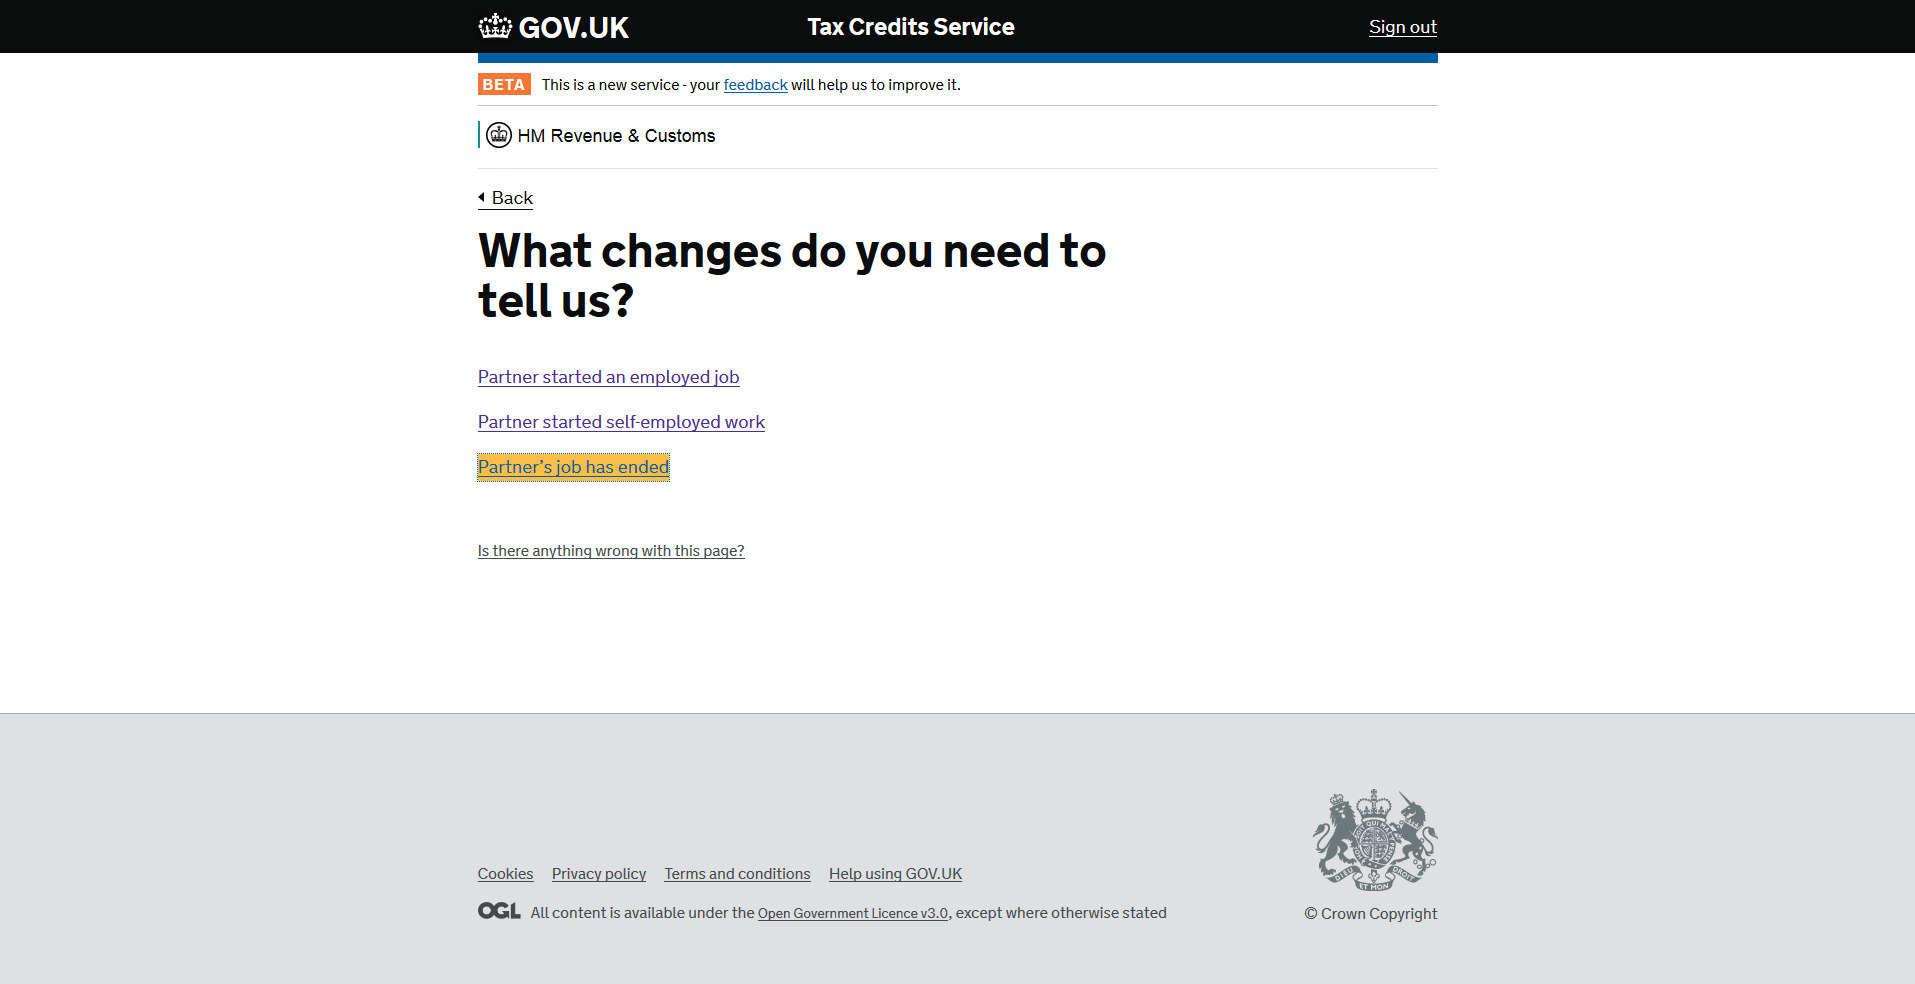 GOV.UK Tax Credits Service Sign out
BETA This is a new service - your feedback will help us to improve it.
HM Revenue & Customs
Back
What changes do you need to
tell us?
Partner started an employed job
Partner started self-employed work
Partner’s job has ended
Is there anything wrong with this page?
Cookies Privacy policy Terms and conditions Help using GOV.UK
OGL All content is available under the Open Government Licence v3.0, except where otherwise stated
DIEU ET MON DROIT
© Crown Copyright